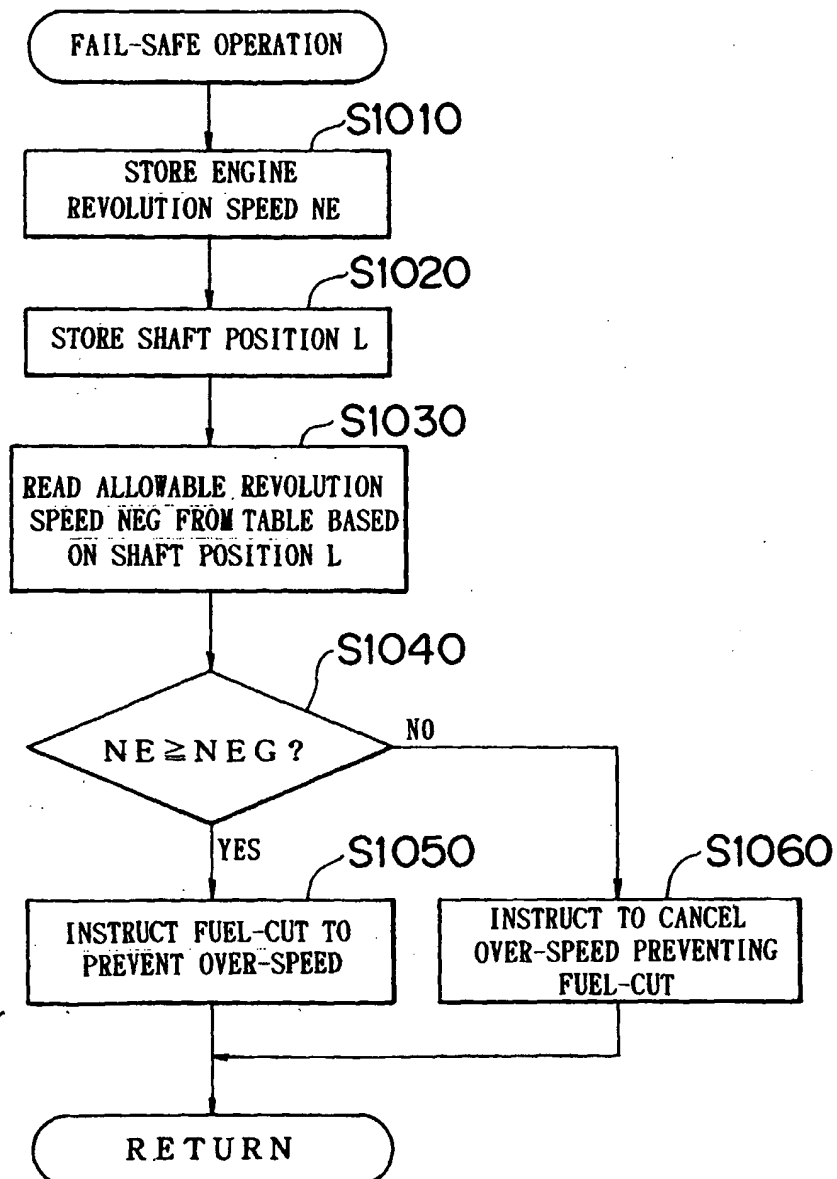 FAIL-SAFE OPERATION
S1010
STORE ENGINE
REVOLUTION SPEED NE
S1020
STORE SHAFT POSITION L
S1030
READ ALLOWABLE REVOLUTION
SPEED NEG FROM TABLE BASED
ON SHAFT POSITION L
S1040
NE≧NEG?
NO
YES
S1050
INSTRUCT FUEL-CUT TO
PREVENT OVER-SPEED
S1060
INSTRUCT TO CANCEL
OVER-SPEED PREVENTING
FUEL-CUT
RETURN